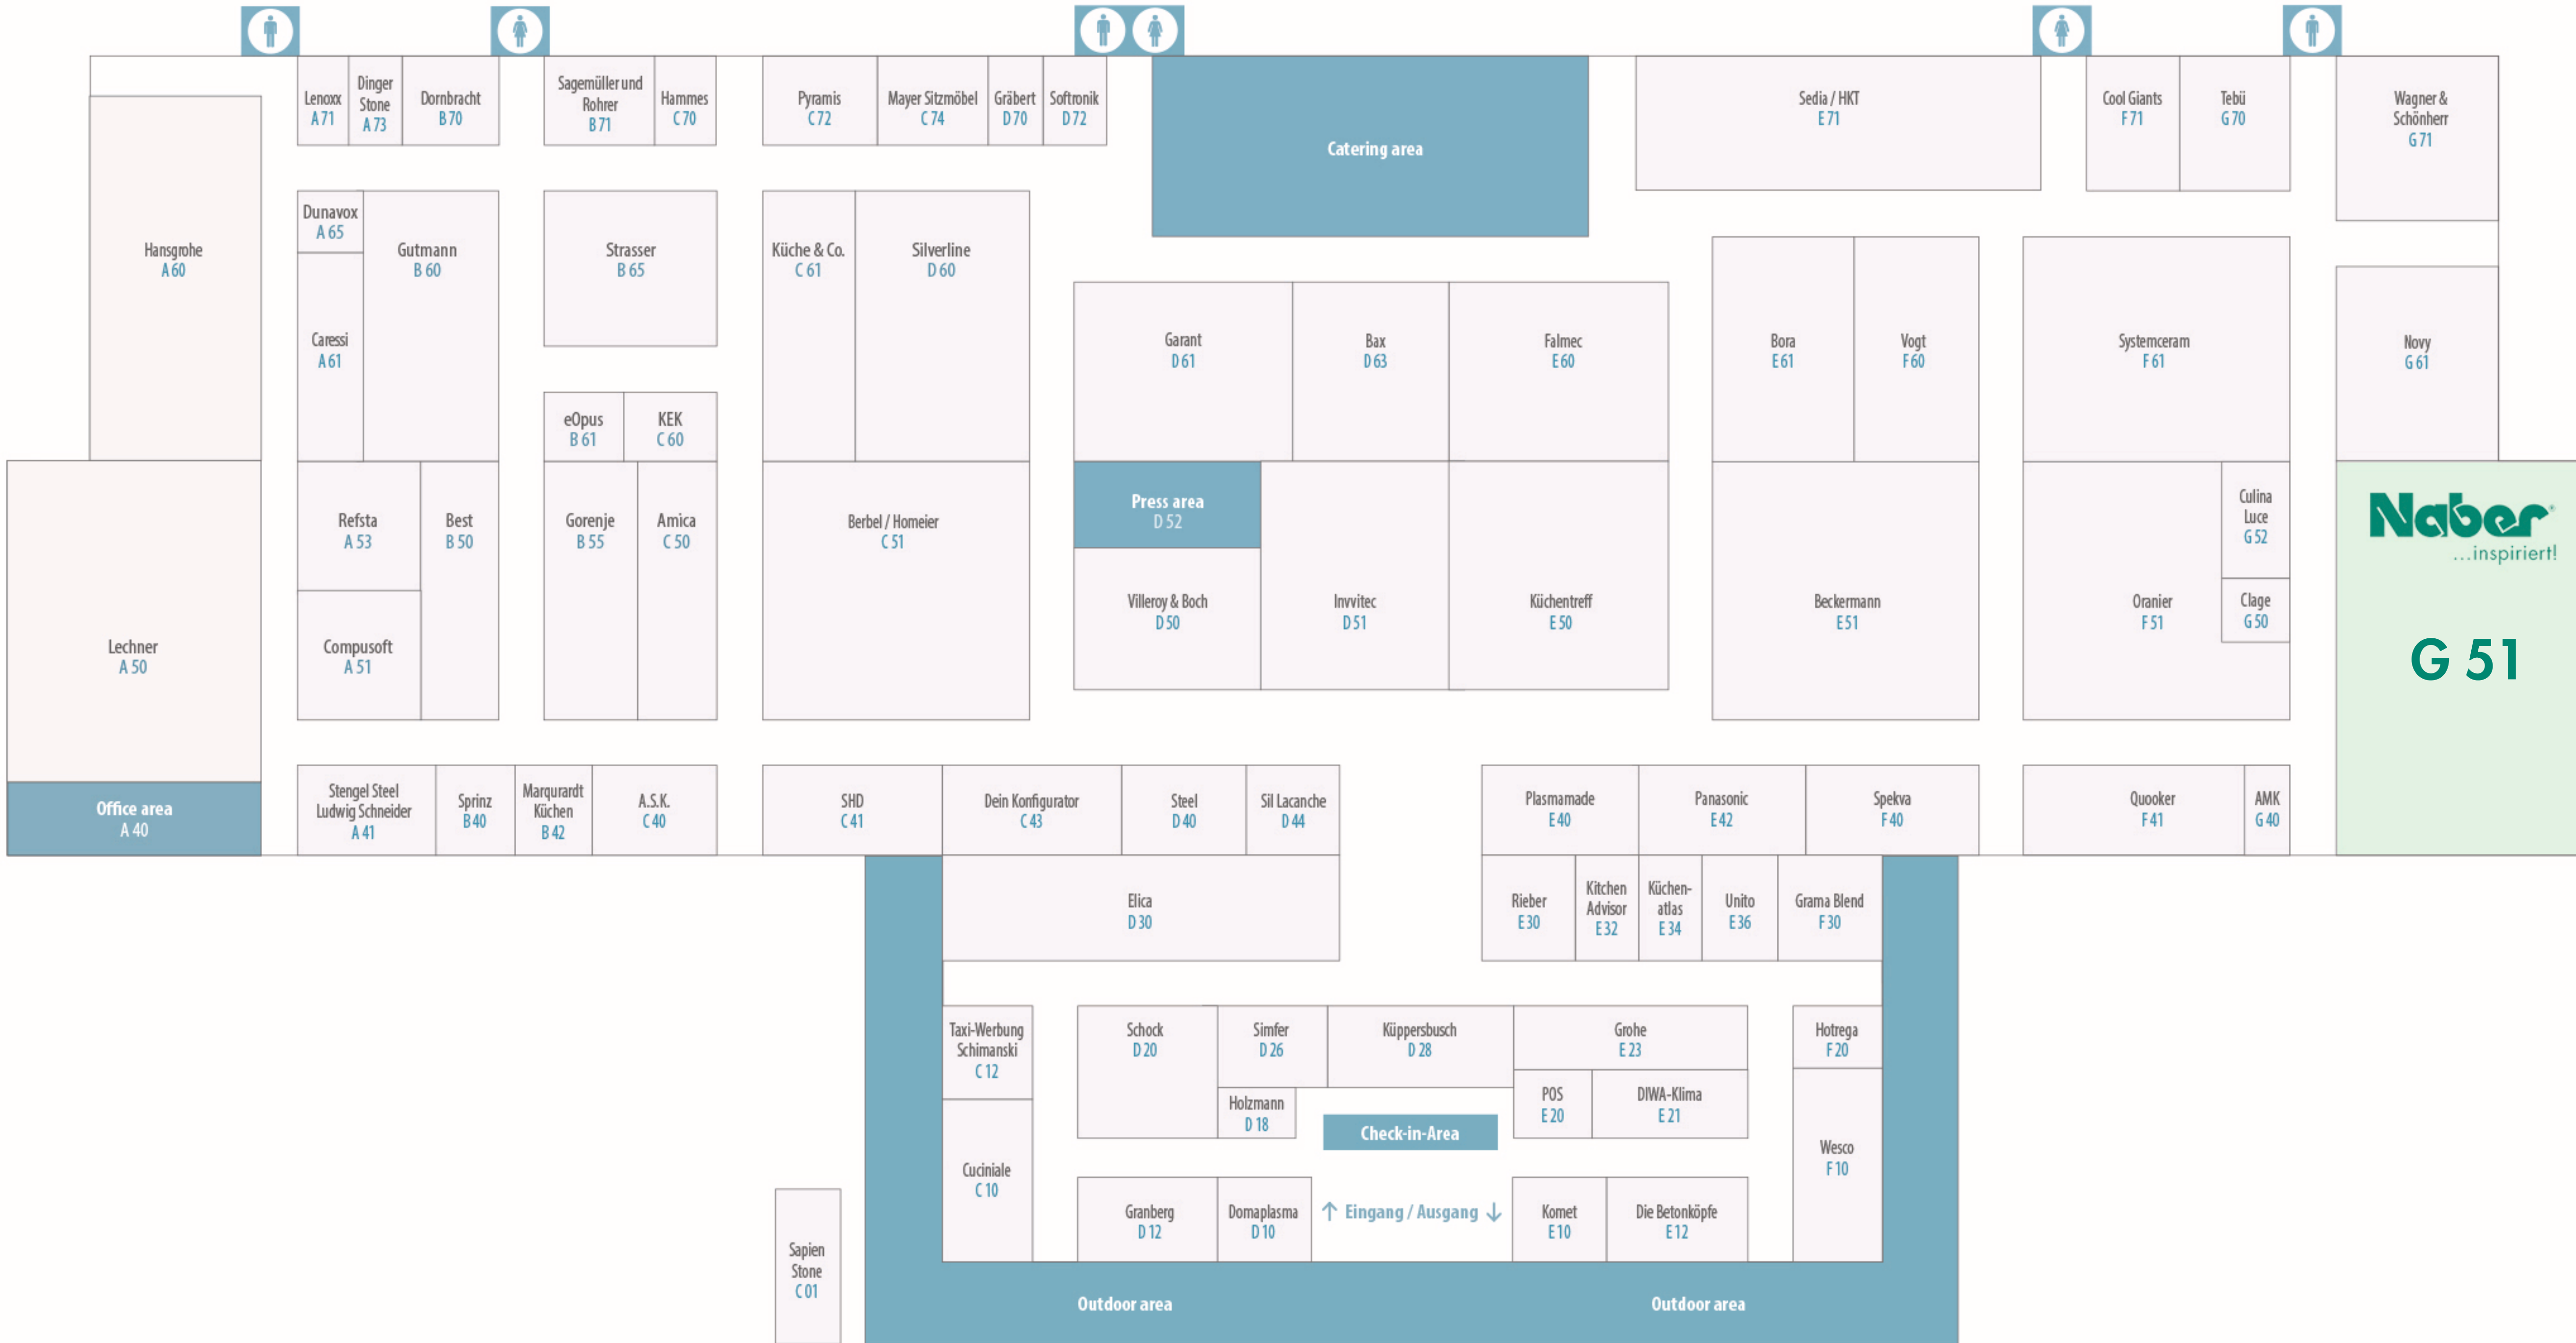 Lenoxx
A 71
Dinger
Stone
A 73
Dornbracht
B 70
Sagemüller und
Rohrer
B 71
Hammes
C 70
Pyramis
C 72
Mayer Sitzmöbel
C 74
Gräbert
D 70
Softronik
D 72
Catering area
Sedia / HKT
E 71
Cool Giants
F 71
Tebü
G 70
Wagner &
Schönherr
G 71
Hansgrohe
A 60
Dunavox
A 65
Gutmann
B 60
Caressi
A 61
Strasser
B 65
Küche & Co.
C 61
Silverline
D 60
eOpus
B 61
KEK
C 60
Garant
D 61
Bax
D 63
Falmec
E 60
Bora
E 61
Vogt
F 60
Systemceram
F 61
Novy
G 61
Lechner
A 50
Refsta
A 53
Best
B 50
Compusoft
A 51
Gorenje
B 55
Amica
C 50
Berbel / Homeier
C 51
Press area
D 52
Villeroy & Boch
D 50
Invvitec
D 51
Küchentreff
E 50
Beckermann
E 51
Oranier
F 51
Culina
Luce
G 52
Clage
G 50
Naber®
...inspiriert!
G 51
Office area
A 40
Stengel Steel
Ludwig Schneider
A 41
Sprinz
B 40
Marqurardt
Küchen
B 42
A.S.K.
C 40
SHD
C 41
Dein Konfigurator
C 43
Steel
D 40
Sil Lacanche
D 44
Plasmamade
E 40
Panasonic
E 42
Spekva
F 40
Quooker
F 41
AMK
G 40
Elica
D 30
Rieber
E 30
Kitchen
Advisor
E 32
Küchen-
atlas
E 34
Unito
E 36
Grama Blend
F 30
Taxi-Werbung
Schimanski
C 12
Schock
D 20
Simfer
D 26
Küppersbusch
D 28
Grohe
E 23
Hotrega
F 20
Holzmann
D 18
Check-in-Area
POS
E 20
DIWA-Klima
E 21
Wesco
F 10
Cuciniale
C 10
Granberg
D 12
Domaplasma
D 10
↑ Eingang / Ausgang ↓
Komet
E 10
Die Betonköpfe
E 12
Sapien
Stone
C 01
Outdoor area
Outdoor area